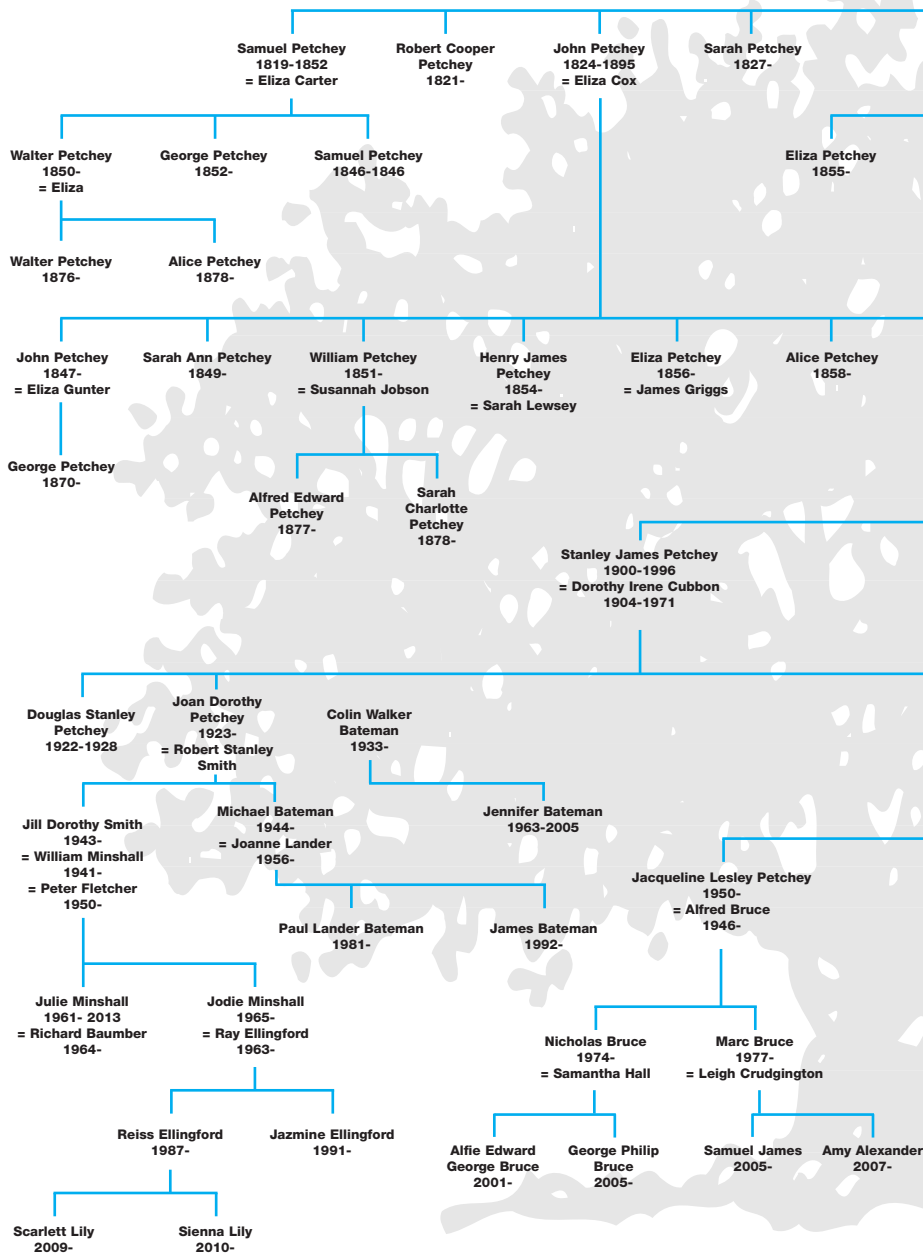 Samuel Petchey
1819-1852
= Eliza Carter
Robert Cooper
Petchey
1821-
John Petchey
1824-1895
= Eliza Cox
Sarah Petchey
1827-
Walter Petchey
1850-
= Eliza
George Petchey
1852-
Samuel Petchey
1846-1846
Eliza Petchey
1855-
Walter Petchey
1876-
Alice Petchey
1878-
John Petchey
1847-
= Eliza Gunter
Sarah Ann Petchey
1849-
William Petchey
1851-
= Susannah Jobson
Henry James
Petchey
1854-
= Sarah Lewsey
Eliza Petchey
1856-
= James Griggs
Alice Petchey
1858-
George Petchey
1870-
Alfred Edward
Petchey
1877-
Sarah
Charlotte
Petchey
1878-
Stanley James Petchey
1900-1996
= Dorothy Irene Cubbon
1904-1971
Douglas Stanley
Petchey
1922-1928
Joan Dorothy
Petchey
1923-
= Robert Stanley
Smith
Colin Walker
Bateman
1933-
Jill Dorothy Smith
1943-
= William Minshall
1941-
= Peter Fletcher
1950-
Michael Bateman
1944-
= Joanne Lander
1956-
Jennifer Bateman
1963-2005
Jacqueline Lesley Petchey
1950-
= Alfred Bruce
1946-
Paul Lander Bateman
1981-
James Bateman
1992-
Julie Minshall
1961- 2013
= Richard Baumber
1964-
Jodie Minshall
1965-
= Ray Ellingford
1963-
Nicholas Bruce
1974-
= Samantha Hall
Marc Bruce
1977-
= Leigh Crudgington
Reiss Ellingford
1987-
Jazmine Ellingford
1991-
Alfie Edward
George Bruce
2001-
George Philip
Bruce
2005-
Samuel James
2005-
Amy Alexander
2007-
Scarlett Lily
2009-
Sienna Lily
2010-